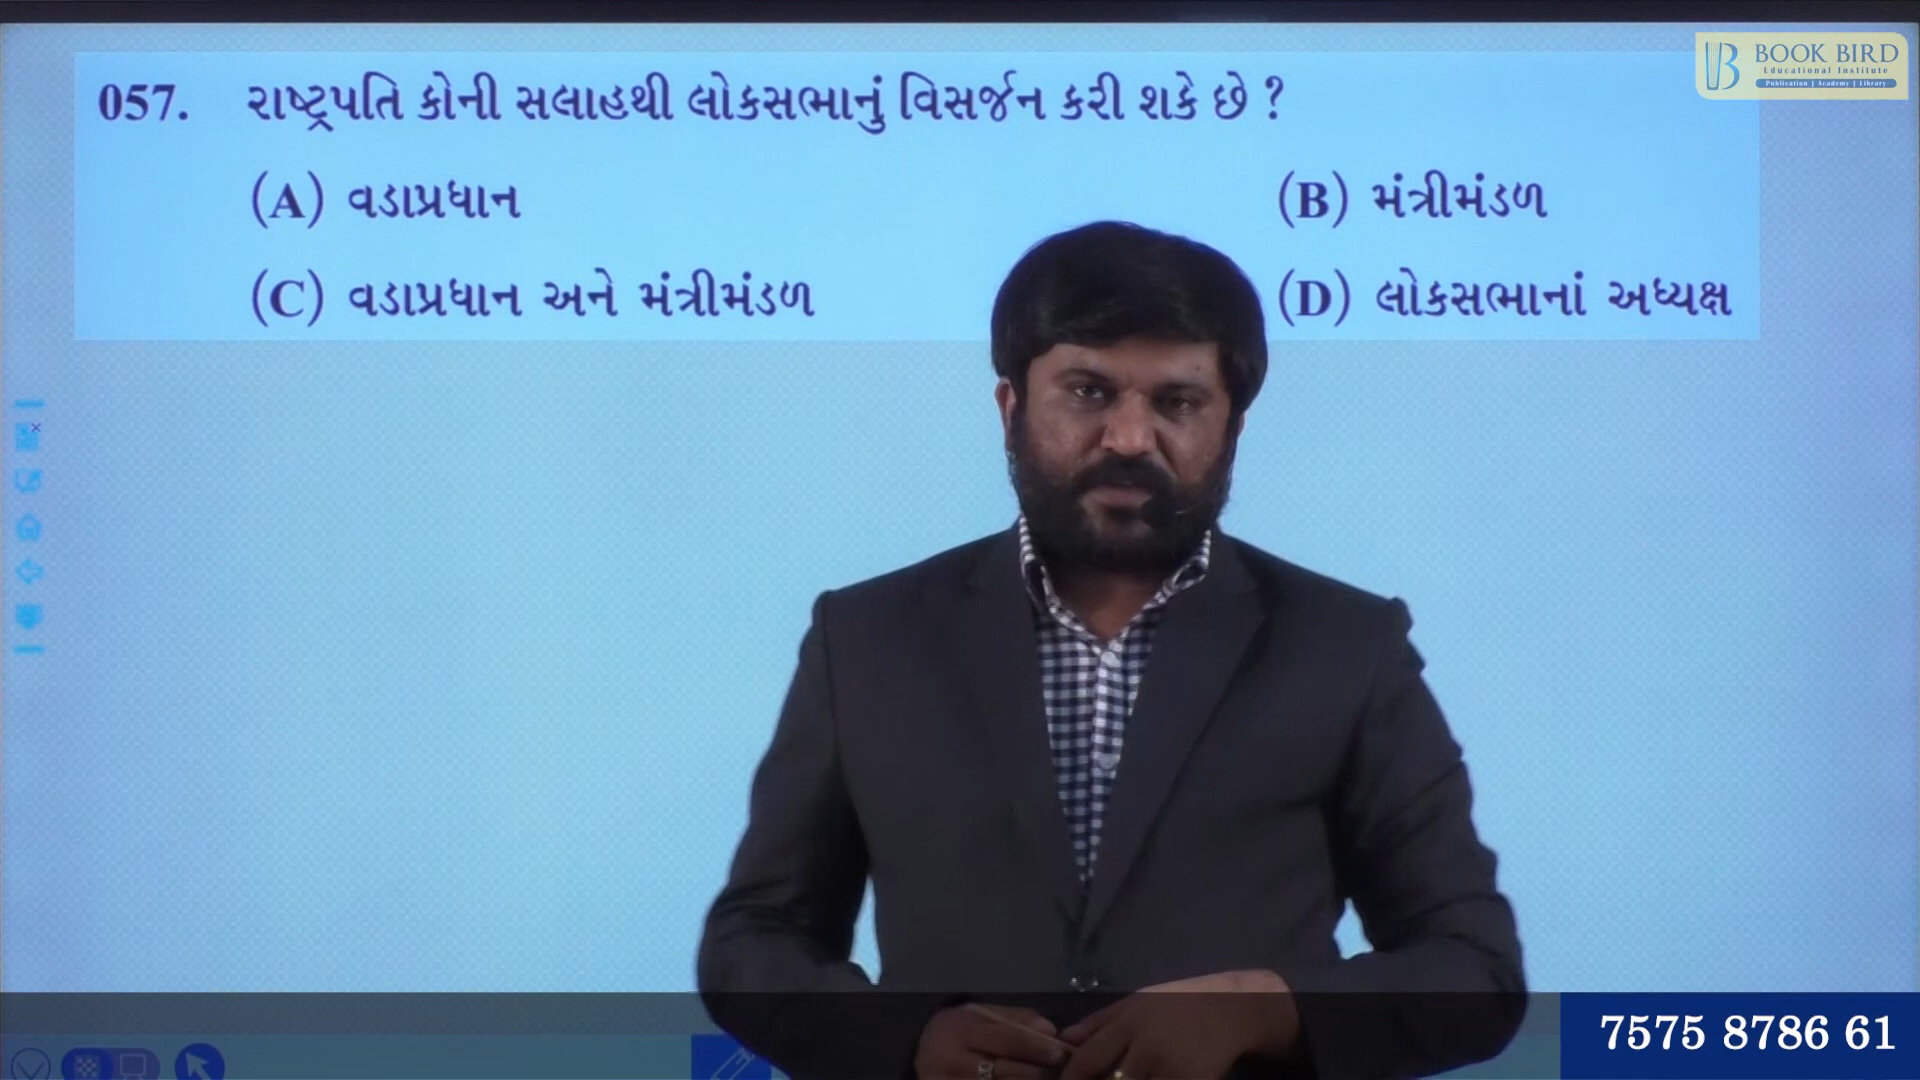 BOOK BIRD
Educational Institute
Publication | Academy | Library
057. રાષ્ટ્રપતિ કોની સલાહથી લોકસભાનું વિસર્જન કરી શકે છે ?
(A) વડાપ્રધાન
(B) મંત્રીમંડળ
(C) વડાપ્રધાન અને મંત્રીમંડળ
(D) લોકસભાનાં અધ્યક્ષ
7575 8786 61